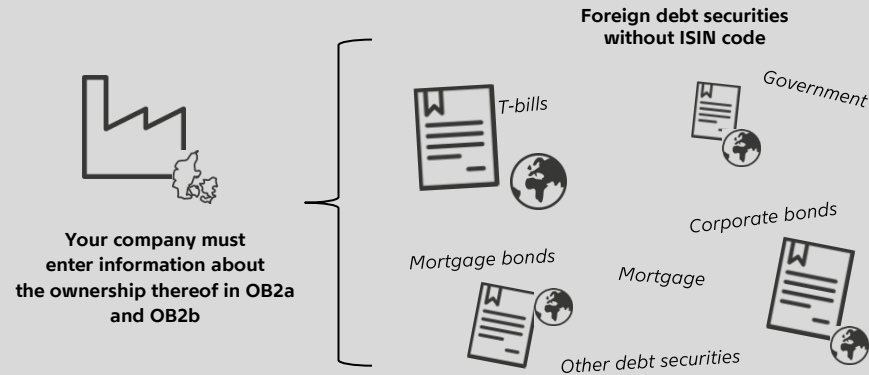 Foreign debt securities
without ISIN code
Your company must
enter information about
the ownership thereof in OB2a
and OB2b
T-bills
Government
Corporate bonds
Mortgage bonds
Mortgage
Other debt securities